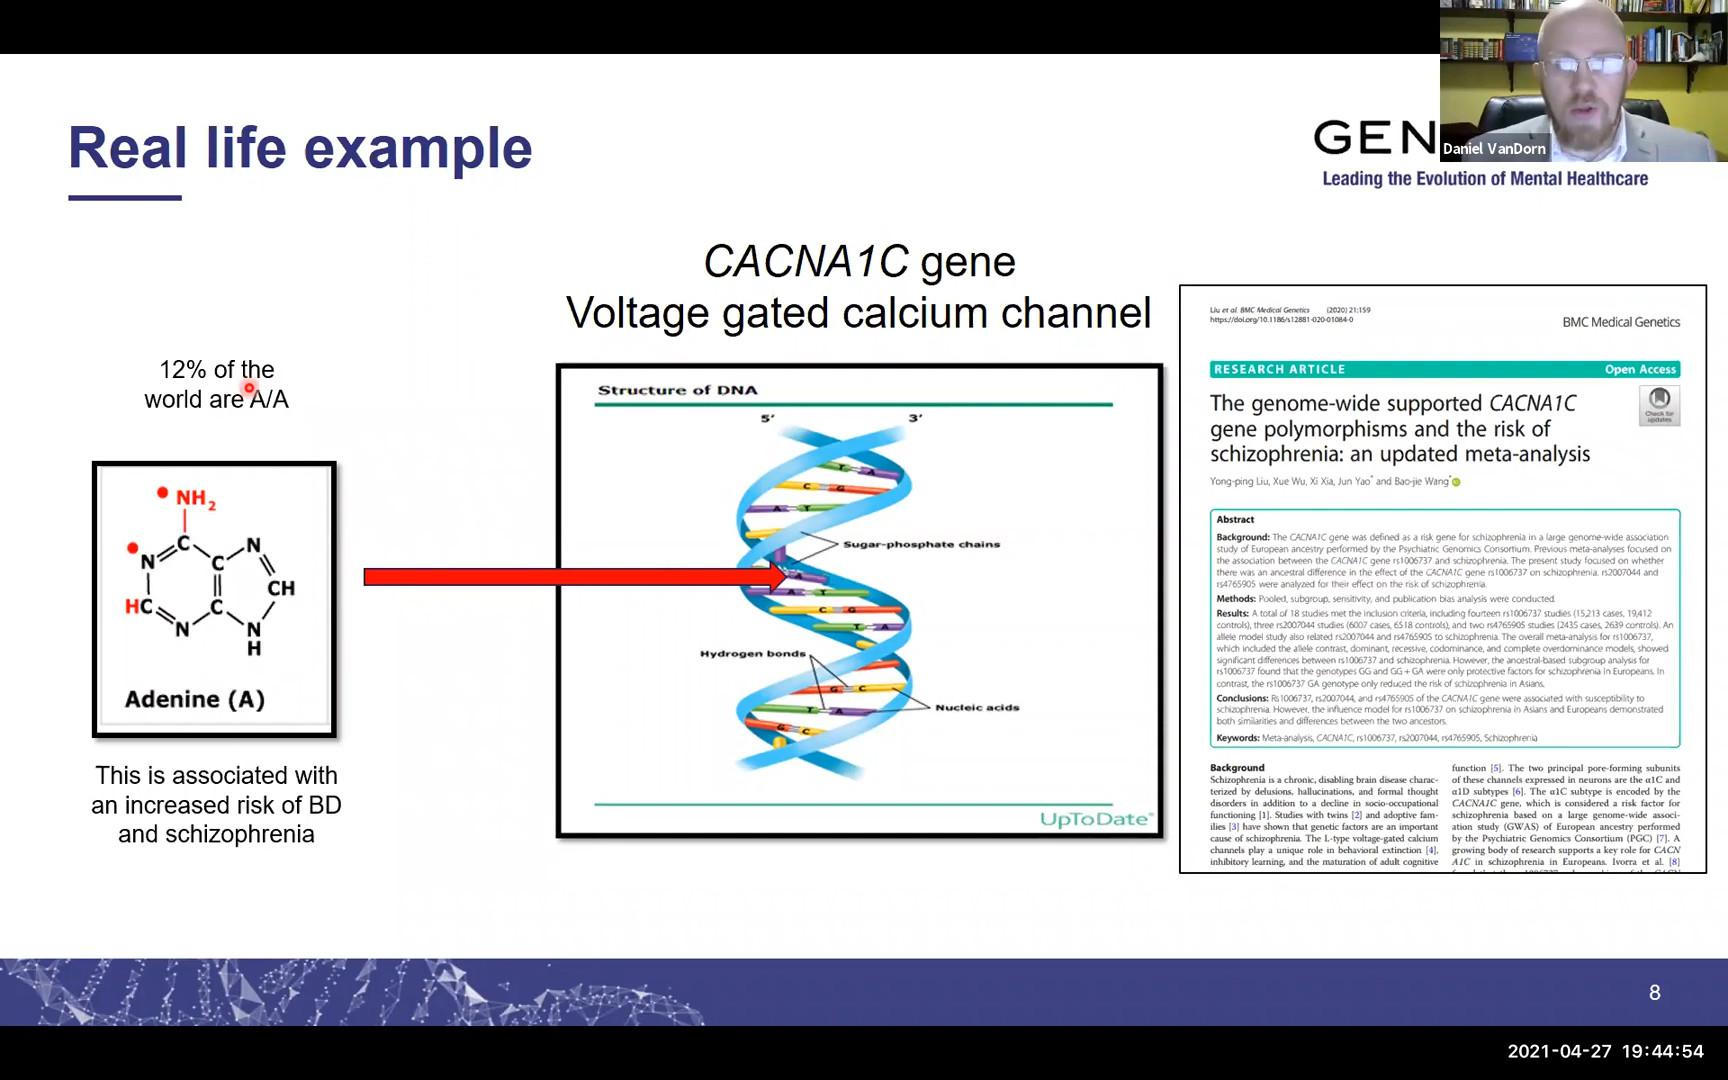 Real life example
GEN
Leading the Evolution of Mental Healthcare
Daniel VanDorn
CACNA1C gene
Voltage gated calcium channel
12% of the
world are A/A
NH2
N
C
C
N
CH
HC
C
N
N
H
Adenine (A)
This is associated with
an increased risk of BD
and schizophrenia
Structure of DNA
5′ 3′
T A
C G
A T
Sugar-phosphate chains
A
A T
C G
T A
Hydrogen bonds
G C
Nucleic acids
T A
G C
UpToDate®
Liu et al. BMC Medical Genetics (2020) 21:159
https://doi.org/10.1186/s12881-020-01084-0
BMC Medical Genetics
RESEARCH ARTICLE Open Access
Check for
updates
The genome-wide supported CACNA1C
gene polymorphisms and the risk of
schizophrenia: an updated meta-analysis
Yong-ping Liu, Xue Wu, Xi Xia, Jun Yao* and Bao-jie Wang*
Abstract
Background: The CACNA1C gene was defined as a risk gene for schizophrenia in a large genome-wide association
study of European ancestry performed by the Psychiatric Genomics Consortium. Previous meta-analyses focused on
the association between the CACNA1C gene rs1006737 and schizophrenia. The present study focused on whether
there was an ancestral difference in the effect of the CACNA1C gene rs1006737 on schizophrenia. rs2007044 and
rs4765905 were analyzed for their effect on the risk of schizophrenia.
Methods: Pooled, subgroup, sensitivity, and publication bias analysis were conducted.
Results: A total of 18 studies met the inclusion criteria, including fourteen rs1006737 studies (15,213 cases, 19,412
controls), three rs2007044 studies (6007 cases, 6518 controls), and two rs4765905 studies (2435 cases, 2639 controls). An
allele model study also related rs2007044 and rs4765905 to schizophrenia. The overall meta-analysis for rs1006737,
which included the allele contrast, dominant, recessive, codominance, and complete overdominance models, showed
significant differences between rs1006737 and schizophrenia. However, the ancestral-based subgroup analysis for
rs1006737 found that the genotypes GG and GG + GA were only protective factors for schizophrenia in Europeans. In
contrast, the rs1006737 GA genotype only reduced the risk of schizophrenia in Asians.
Conclusions: Rs1006737, rs2007044, and rs4765905 of the CACNA1C gene were associated with susceptibility to
schizophrenia. However, the influence model for rs1006737 on schizophrenia in Asians and Europeans demonstrated
both similarities and differences between the two ancestors.
Keywords: Meta-analysis, CACNA1C, rs1006737, rs2007044, rs4765905, Schizophrenia
Background
Schizophrenia is a chronic, disabling brain disease charac-
terized by delusions, hallucinations, and formal thought
disorders in addition to a decline in socio-occupational
functioning [1]. Studies with twins [2] and adoptive fam-
ilies [3] have shown that genetic factors are an important
cause of schizophrenia. The L-type voltage-gated calcium
channels play a unique role in behavioral extinction [4],
inhibitory learning, and the maturation of adult cognitive
function [5]. The two principal pore-forming subunits
of these channels expressed in neurons are the α1C and
α1D subtypes [6]. The α1C subtype is encoded by the
CACNA1C gene, which is considered a risk factor for
schizophrenia based on a large genome-wide associ-
ation study (GWAS) of European ancestry performed
by the Psychiatric Genomics Consortium (PGC) [7]. A
growing body of research supports a key role for CACN
A1C in schizophrenia in Europeans. Ivorra et al. [8]
8
2021-04-27 19:44:54